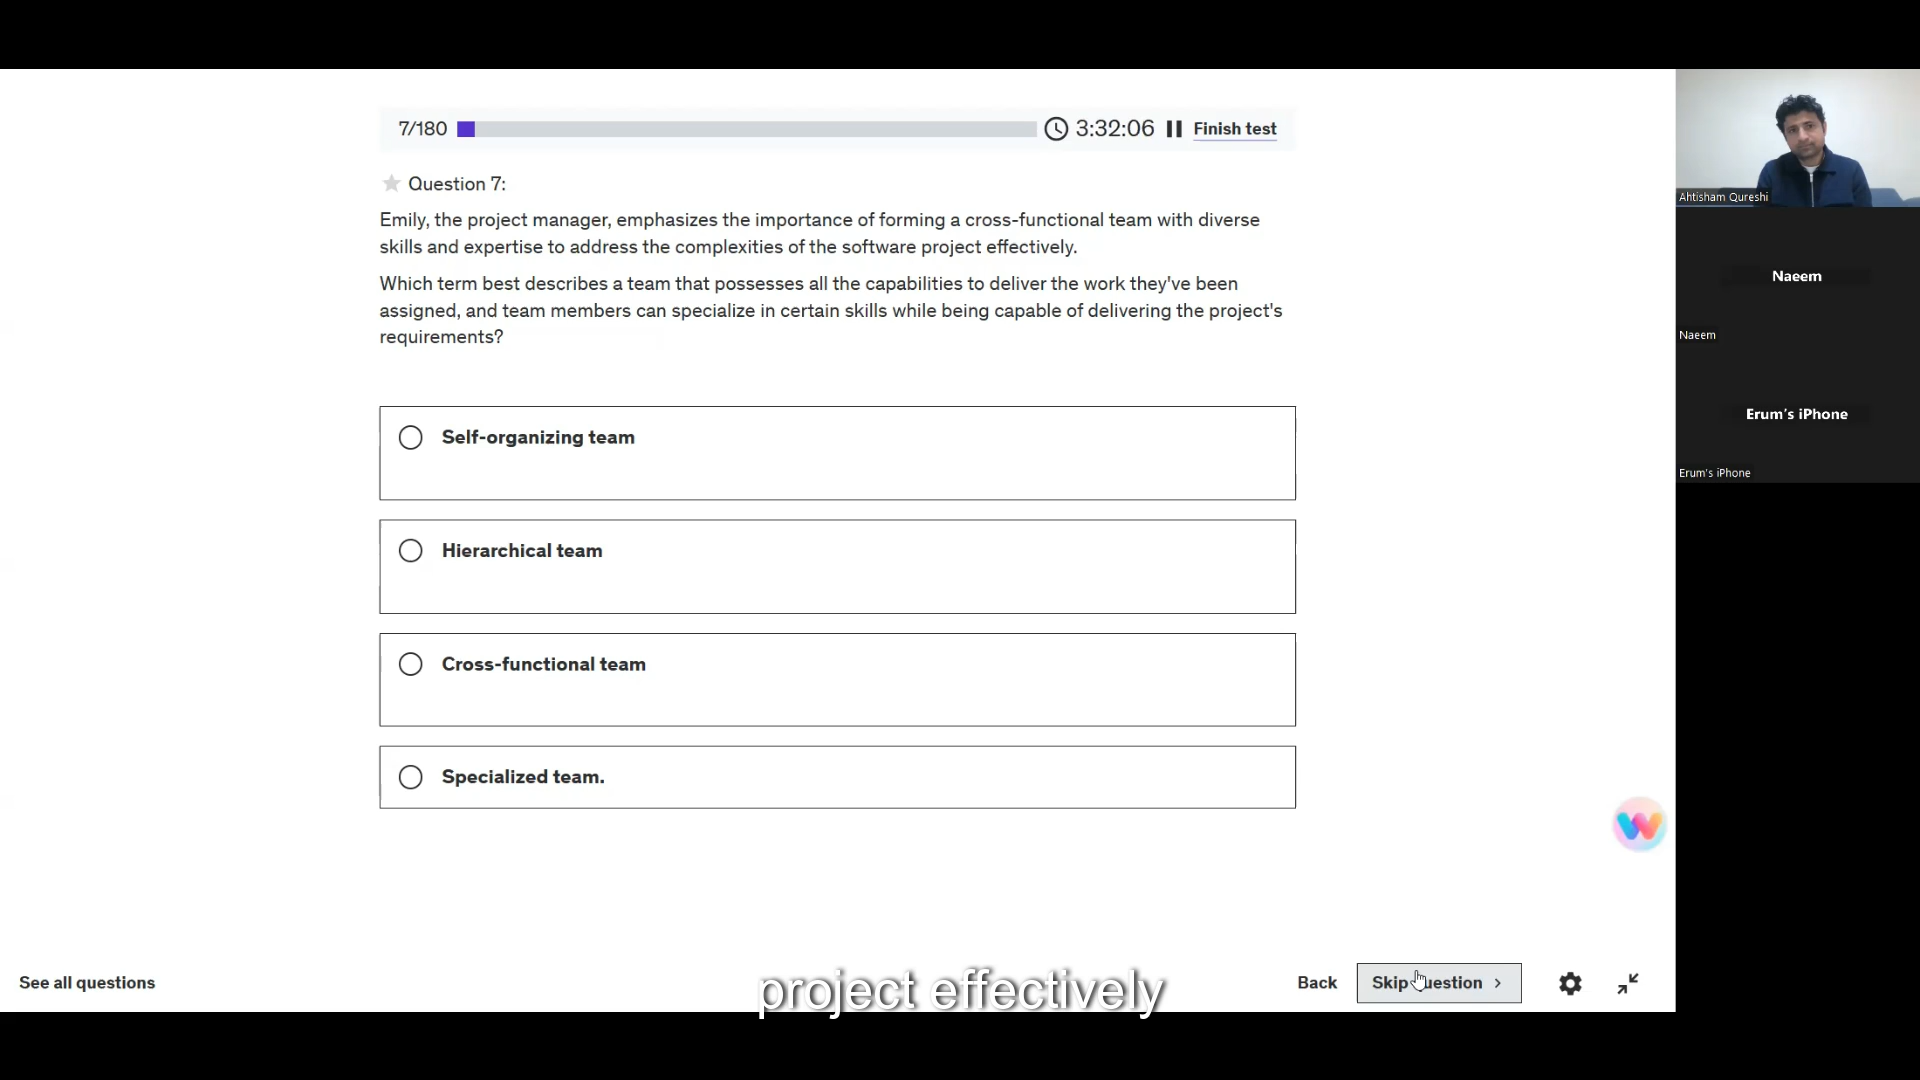 7/180
3:32:06
Finish test
Question 7:
Emily, the project manager, emphasizes the importance of forming a cross-functional team with diverse
skills and expertise to address the complexities of the software project effectively.
Which term best describes a team that possesses all the capabilities to deliver the work they've been
assigned, and team members can specialize in certain skills while being capable of delivering the project's
requirements?
Self-organizing team
Hierarchical team
Cross-functional team
Specialized team.
See all questions
project effectively
Back
Skip question
Ahtisham Qureshi
Naeem
Naeem
Erum's iPhone
Erum's iPhone